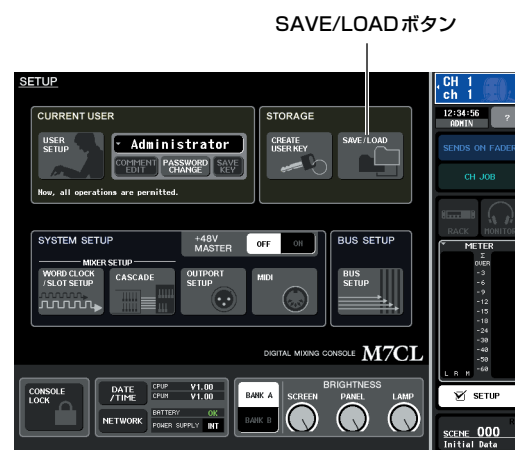 SAVE/LOADボタン
SETUP
CURRENT USER
USER SETUP
Administrator
COMMENT EDIT
PASSWORD CHANGE
SAVE KEY
Now, all operations are permitted.
STORAGE
CREATE USER KEY
SAVE/LOAD
SYSTEM SETUP
+48V MASTER
OFF
ON
MIXER SETUP
WORD CLOCK /SLOT SETUP
CASCADE
OUTPORT SETUP
MIDI
BUS SETUP
BUS SETUP
DIGITAL MIXING CONSOLE M7CL
CONSOLE LOCK
DATE /TIME
CPUP V1.00
CPUM V1.00
NETWORK
BATTERY OK
POWER SUPPLY INT
BANK A
BANK B
BRIGHTNESS
SCREEN
PANEL
LAMP
CH 1
ch 1
12:34:56
ADMIN
?
SENDS ON FADER
CH JOB
RACK
MONITOR
METER
Σ
OVER
-3
-6
-9
-12
-15
-18
-24
-30
-40
-50
-60
L R M
SETUP
SCENE 000
Initial Data